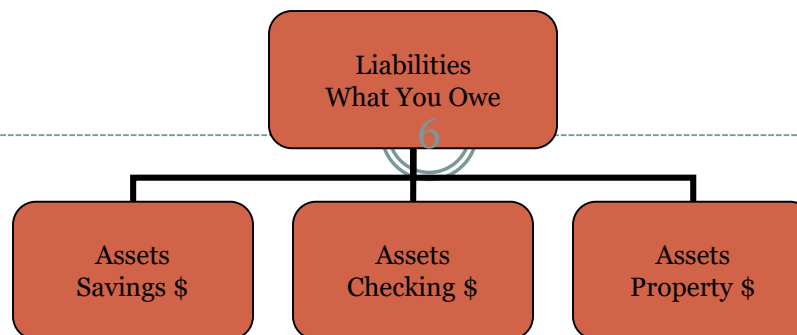 Liabilities
What You Owe
6
Assets
Savings $
Assets
Checking $
Assets
Property $